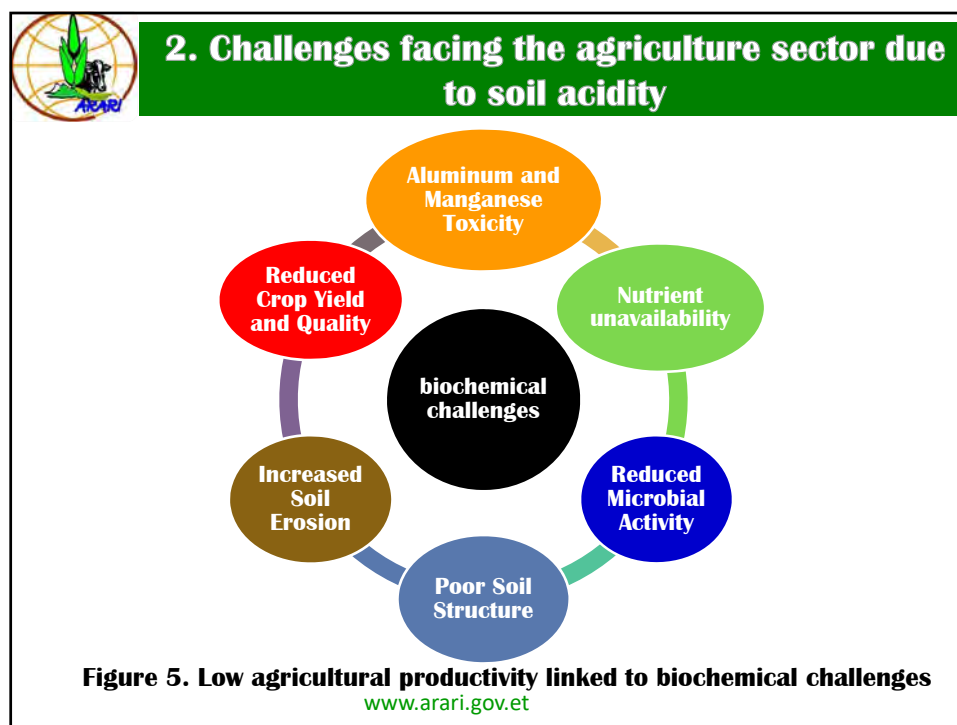 ARARI
2. Challenges facing the agriculture sector due
to soil acidity
Aluminum and
Manganese
Toxicity
Nutrient
unavailability
Reduced
Microbial
Activity
Poor Soil
Structure
Increased
Soil
Erosion
Reduced
Crop Yield
and Quality
biochemical
challenges
Figure 5. Low agricultural productivity linked to biochemical challenges
www.arari.gov.et